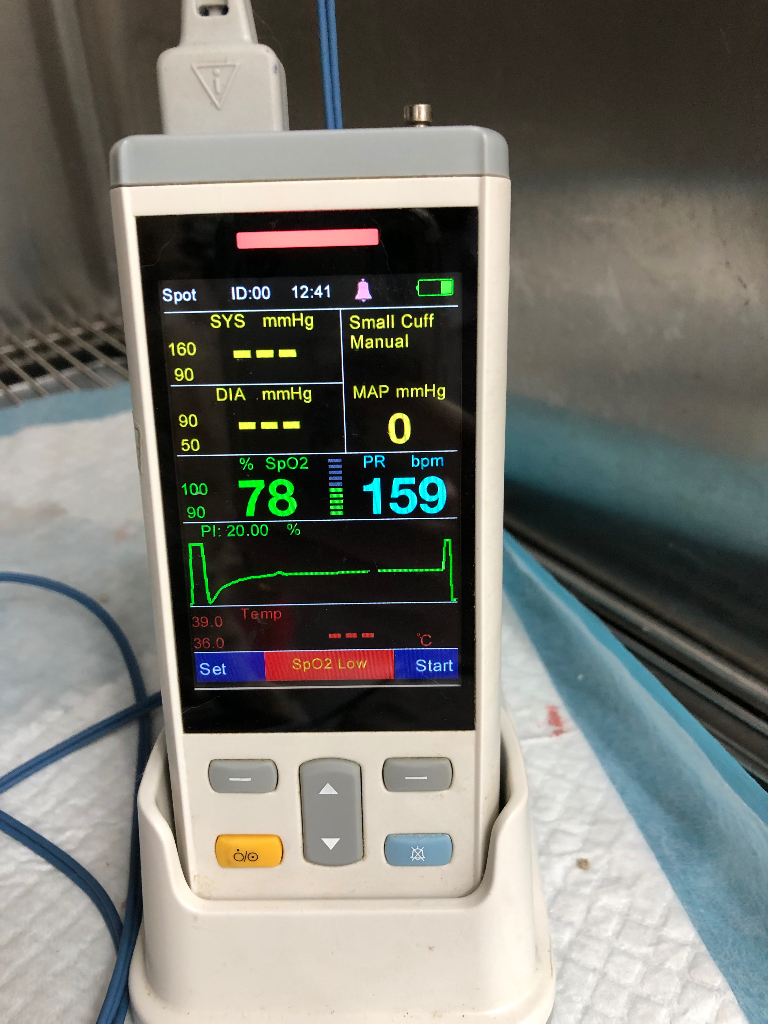 Spot ID:00 12:41
SYS mmHg
160
90
---
Small Cuff
Manual
DIA mmHg
90
50
---
MAP mmHg
0
% SpO2
100
90
78
PR bpm
159
PI: 20.00 %
Temp
39.0
36.0
---
°C
Set SpO2 Low Start